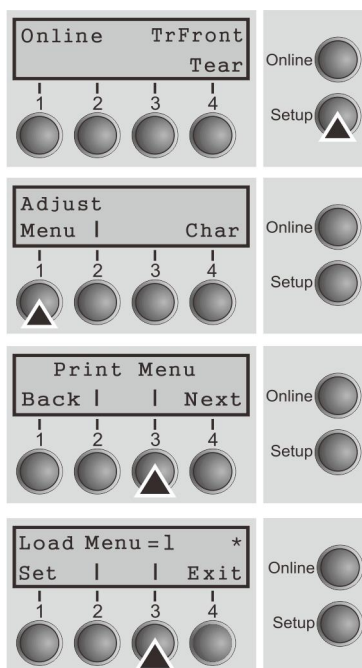 Online TrFront
Tear
1 2 3 4
Online
Setup
Adjust
Menu | Char
1 2 3 4
Online
Setup
Print Menu
Back | | Next
1 2 3 4
Online
Setup
Load Menu=1 *
Set | | Exit
1 2 3 4
Online
Setup